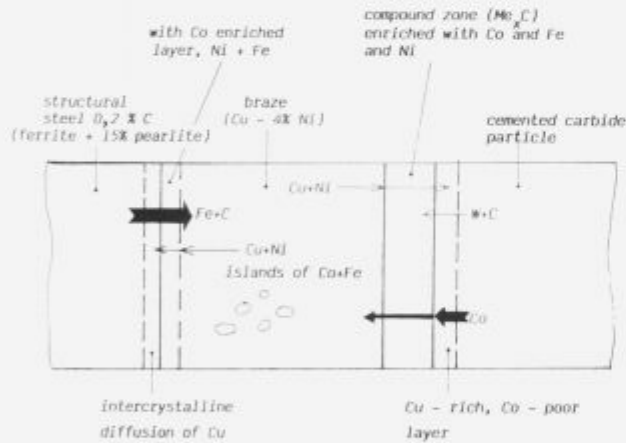 compound zone (MeₓC)
enriched with Co and Fe
and Ni
with Co enriched
layer, Ni + Fe
structural
steel 0,2 % C
(ferrite + 15% pearlite)
braze
(Cu - 4% Ni)
cemented carbide
particle
Cu+Ni
Fe+C
W+C
Cu+Ni
islands of Co+Fe
Co
intercrystalline
diffusion of Cu
Cu - rich, Co - poor
layer